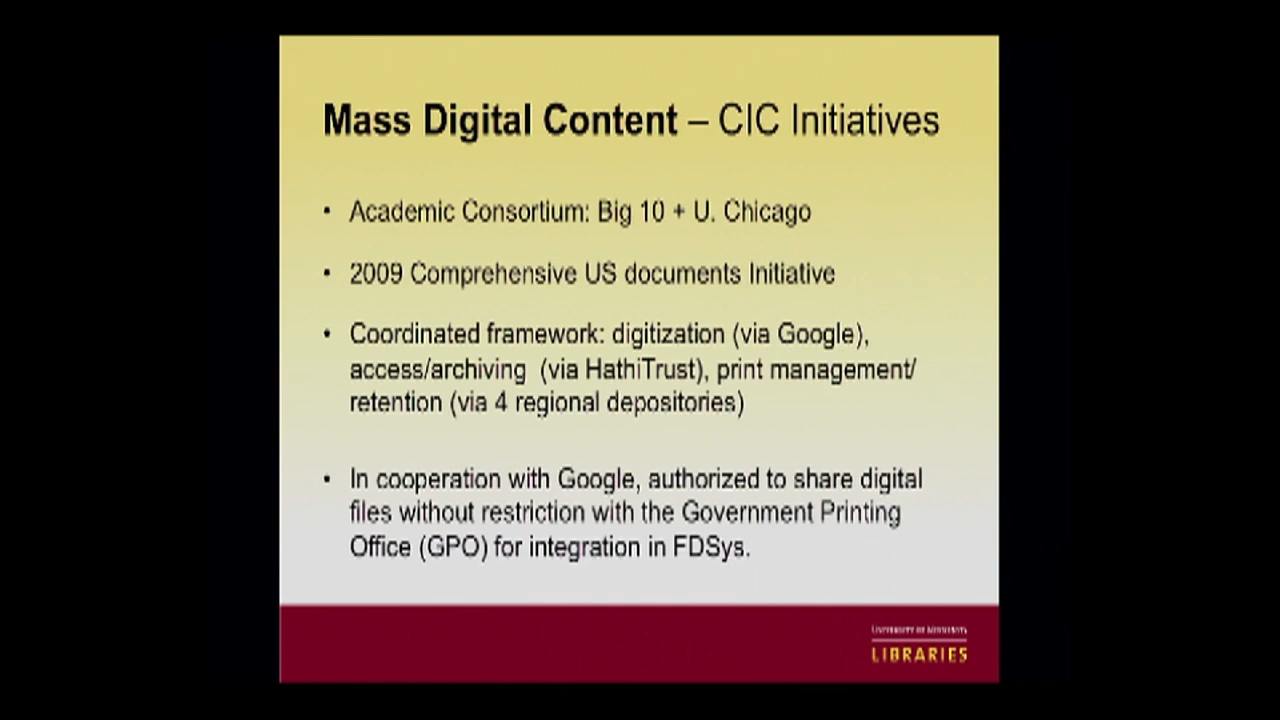 Mass Digital Content – CIC Initiatives
• Academic Consortium: Big 10 + U. Chicago
• 2009 Comprehensive US documents Initiative
• Coordinated framework: digitization (via Google),
access/archiving (via HathiTrust), print management/
retention (via 4 regional depositories)
• In cooperation with Google, authorized to share digital
files without restriction with the Government Printing
Office (GPO) for integration in FDSys.
UNIVERSITY OF MINNESOTA
LIBRARIES